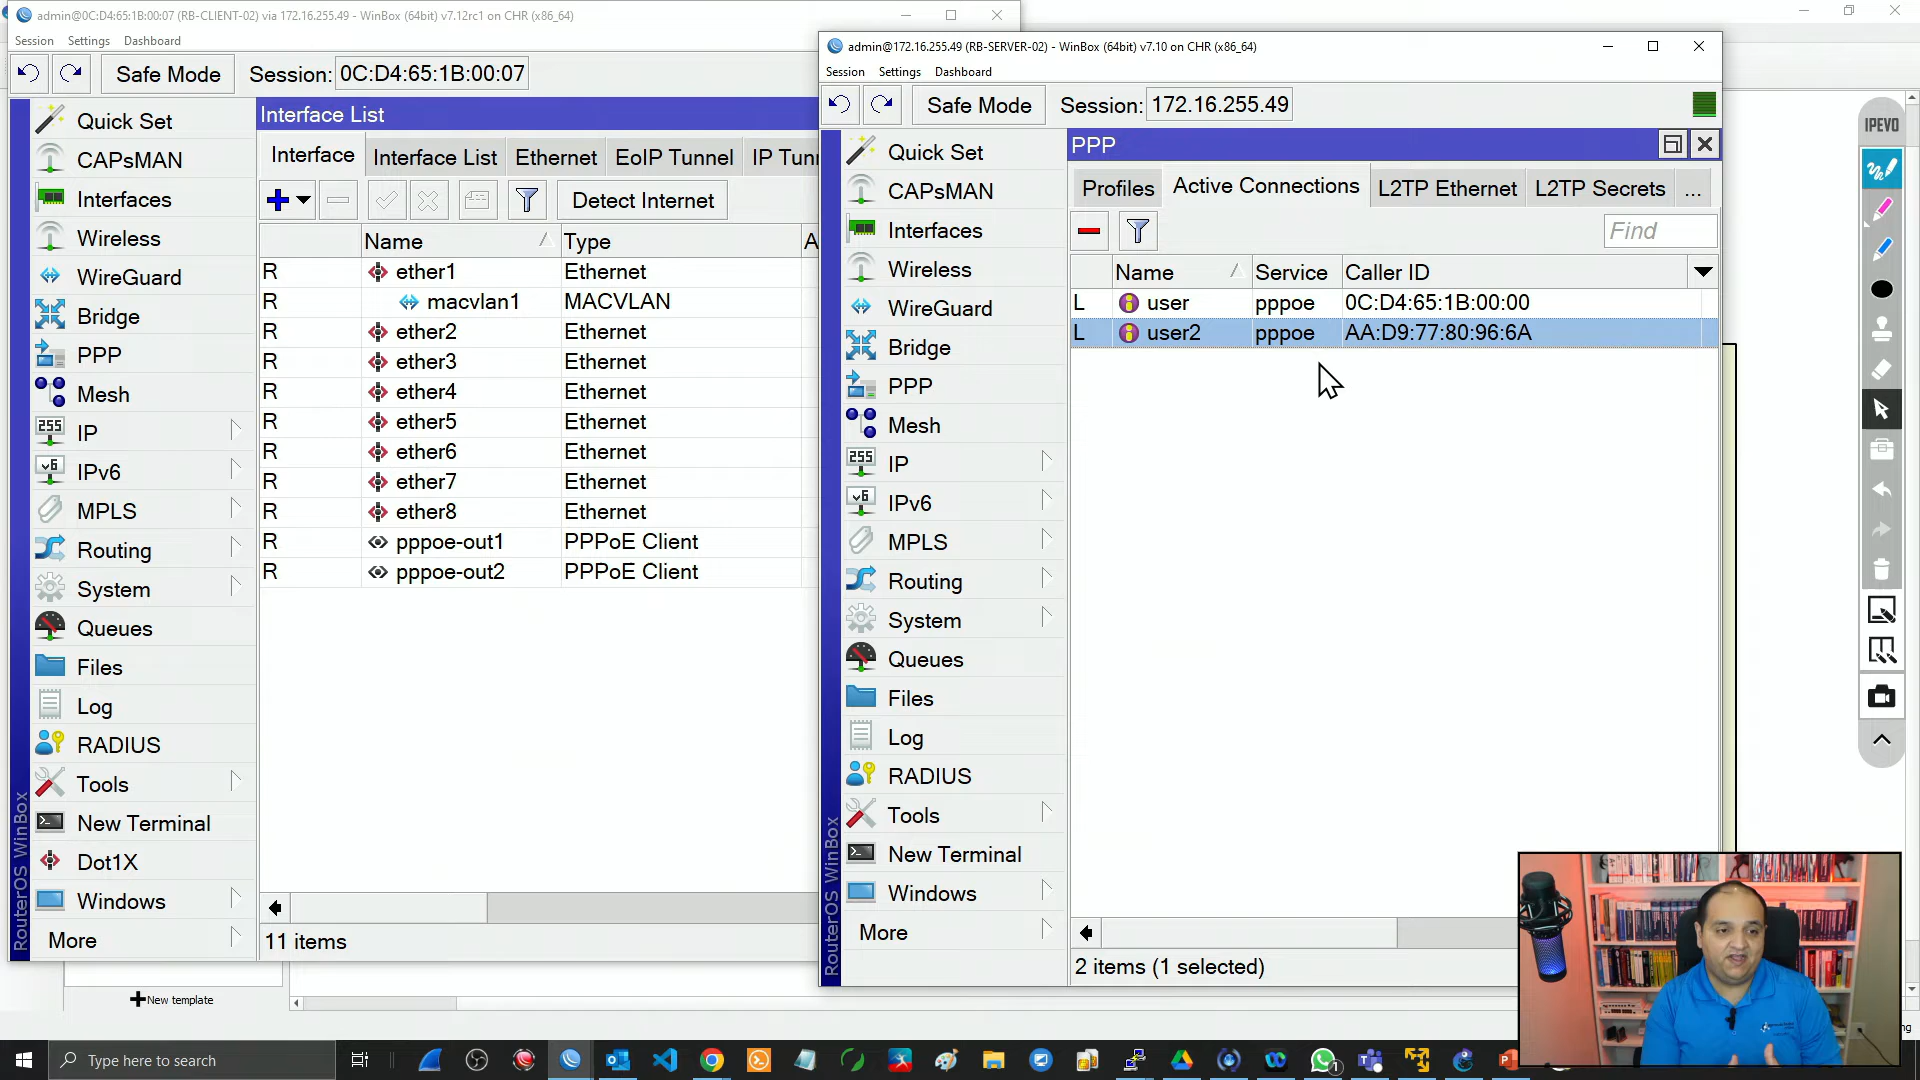 admin@0C:D4:65:1B:00:07 (RB-CLIENT-02) via 172.16.255.49 - WinBox (64bit) v7.12rc1 on CHR (x86_64)
Session Settings Dashboard
Safe Mode Session: 0C:D4:65:1B:00:07
Quick Set
CAPsMAN
Interfaces
Wireless
WireGuard
Bridge
PPP
Mesh
255 IP
v6 IPv6
MPLS
Routing
System
Queues
Files
Log
RADIUS
Tools
New Terminal
Dot1X
Windows
More
RouterOS WinBox
Interface List
Interface Interface List Ethernet EoIP Tunnel IP Tun
Detect Internet
Name Type A
R ether1 Ethernet
R macvlan1 MACVLAN
R ether2 Ethernet
R ether3 Ethernet
R ether4 Ethernet
R ether5 Ethernet
R ether6 Ethernet
R ether7 Ethernet
R ether8 Ethernet
R pppoe-out1 PPPoE Client
R pppoe-out2 PPPoE Client
11 items
New template
admin@172.16.255.49 (RB-SERVER-02) - WinBox (64bit) v7.10 on CHR (x86_64)
Session Settings Dashboard
Safe Mode Session: 172.16.255.49
Quick Set
CAPsMAN
Interfaces
Wireless
WireGuard
Bridge
PPP
Mesh
255 IP
v6 IPv6
MPLS
Routing
System
Queues
Files
Log
RADIUS
Tools
New Terminal
Windows
More
RouterOS WinBox
PPP
Profiles Active Connections L2TP Ethernet L2TP Secrets ...
Find
Name Service Caller ID
L user pppoe 0C:D4:65:1B:00:00
L user2 pppoe AA:D9:77:80:96:6A
2 items (1 selected)
IPEVO
ng
Type here to search
1